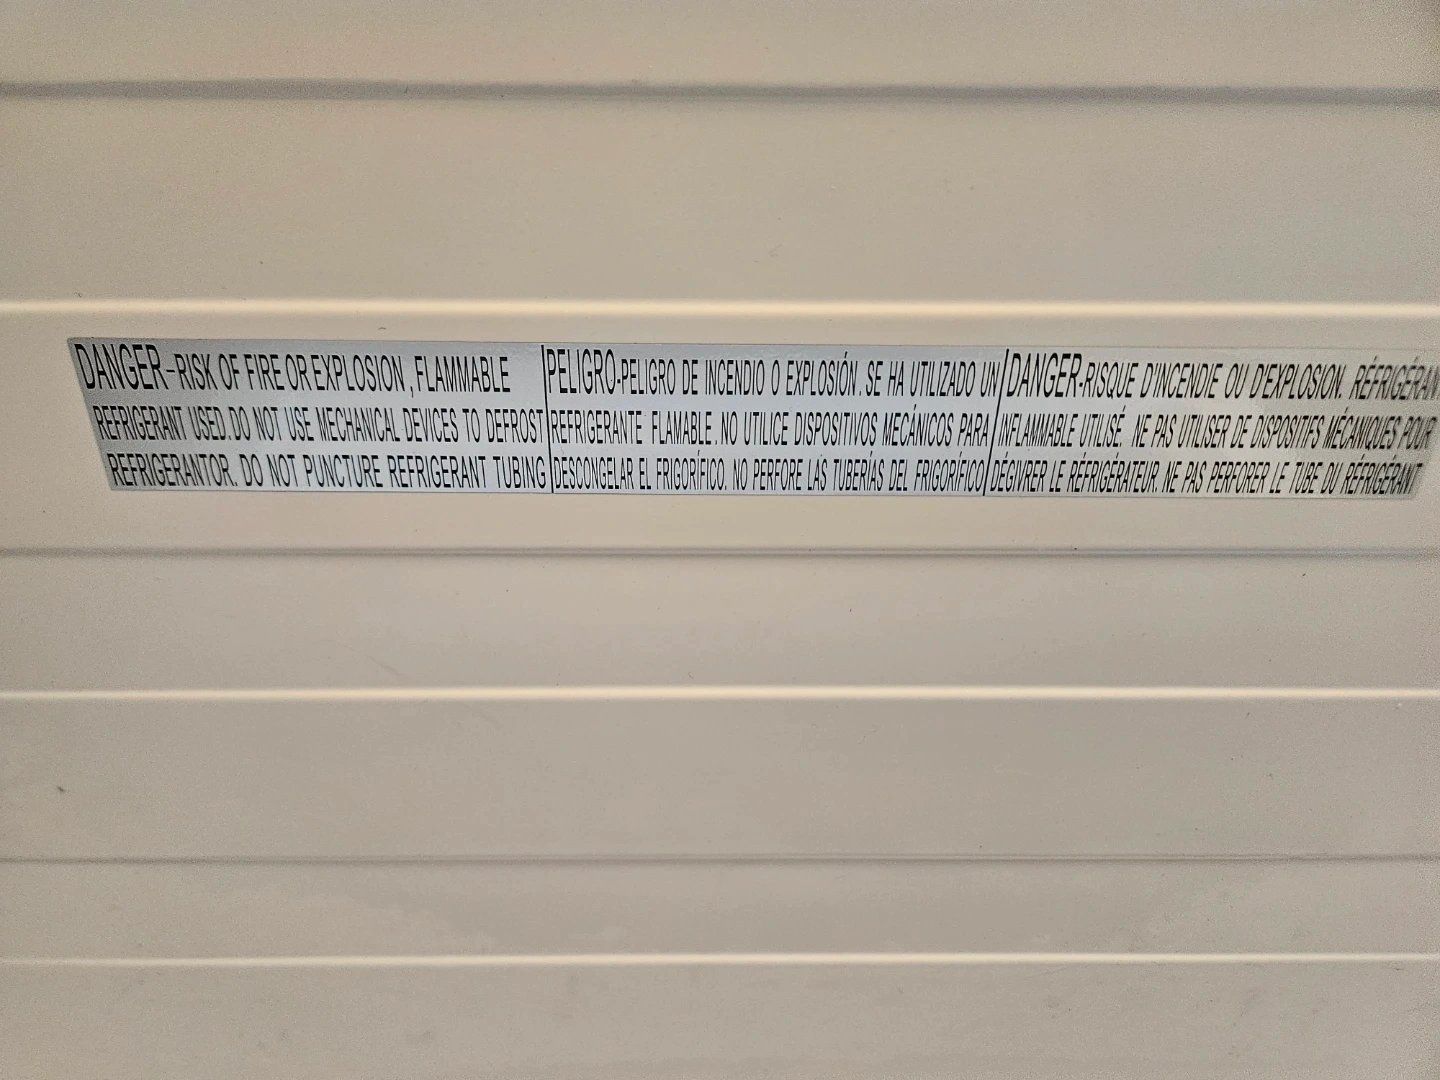 DANGER-RISK OF FIRE OR EXPLOSION, FLAMMABLE
REFRIGERANT USED. DO NOT USE MECHANICAL DEVICES TO DEFROST
REFRIGERANTOR. DO NOT PUNCTURE REFRIGERANT TUBING
PELIGRO-PELIGRO DE INCENDIO O EXPLOSIÓN. SE HA UTILIZADO UN
REFRIGERANTE FLAMABLE. NO UTILICE DISPOSITIVOS MECÁNICOS PARA
DESCONGELAR EL FRIGORÍFICO. NO PERFORE LAS TUBERÍAS DEL FRIGORÍFICO
DANGER-RISQUE D'INCENDIE OU D'EXPLOSION. RÉFRIGÉRAN
INFLAMMABLE UTILISÉ. NE PAS UTILISER DE DISPOSITIFS MÉCANIQUES POUR
DÉGIVRER LE RÉFRIGÉRATEUR. NE PAS PERFORER LE TUBE DU RÉFRIGÉRANT